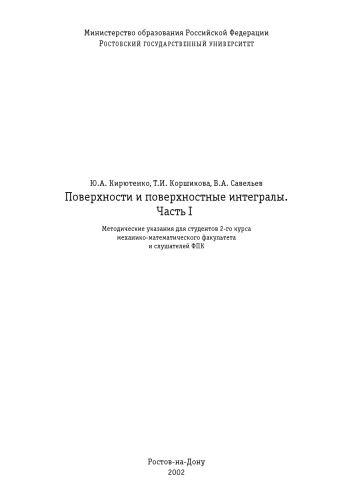 Министерство образования Российской Федерации
Ростовский государственный университет
Ю.А. Кирютенко, Т.И. Коршикова, В.А. Савельев
Поверхности и поверхностные интегралы.
Часть I
Методические указания для студентов 2-го курса
механико-математического факультета
и слушателей ФПК
Ростов-на-Дону
2002